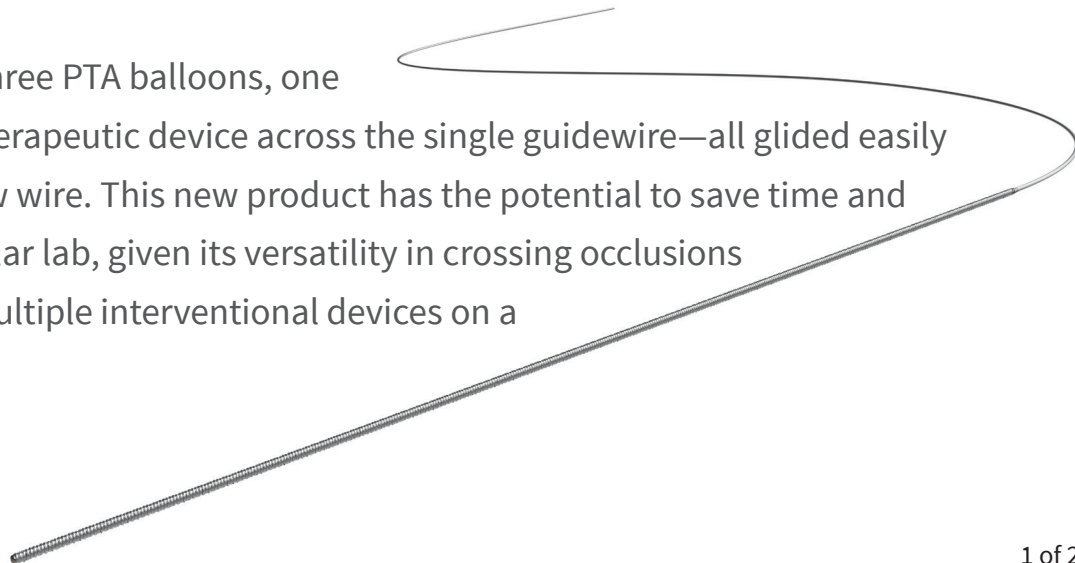 hree PTA balloons, one
erapeutic device across the single guidewire—all glided easily
wire. This new product has the potential to save time and
lar lab, given its versatility in crossing occlusions
ultiple interventional devices on a
1 of 2